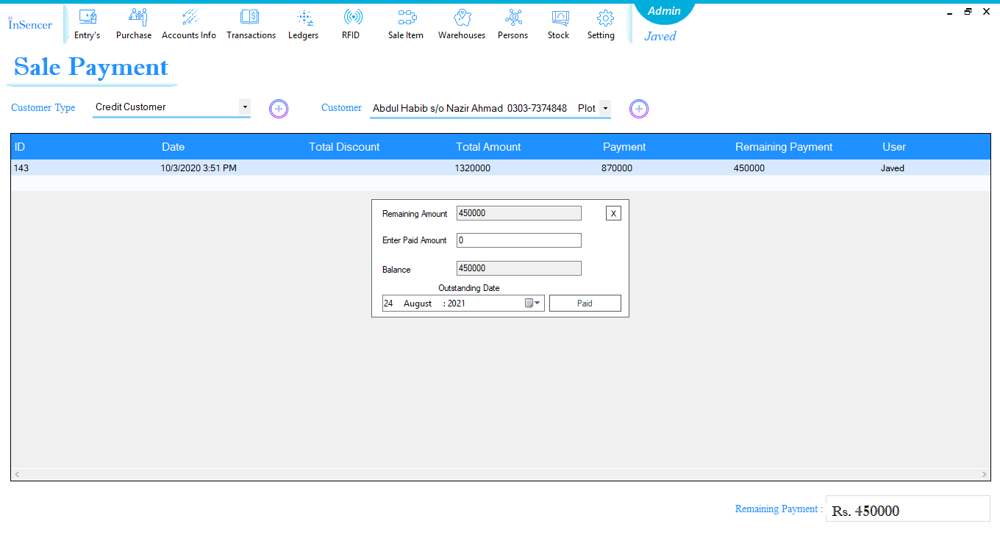 InSencer
Entry's Purchase Accounts Info Transactions Ledgers RFID Sale Item Warehouses Persons Stock Setting
Admin
Javed
Sale Payment
Customer Type Credit Customer Customer Abdul Habib s/o Nazir Ahmad 0303-7374848 Plot
ID Date Total Discount Total Amount Payment Remaining Payment User
143 10/3/2020 3:51 PM 1320000 870000 450000 Javed
Remaining Amount 450000 X
Enter Paid Amount 0
Balance 450000
Outstanding Date
24 August : 2021 Paid
Remaining Payment : Rs. 450000